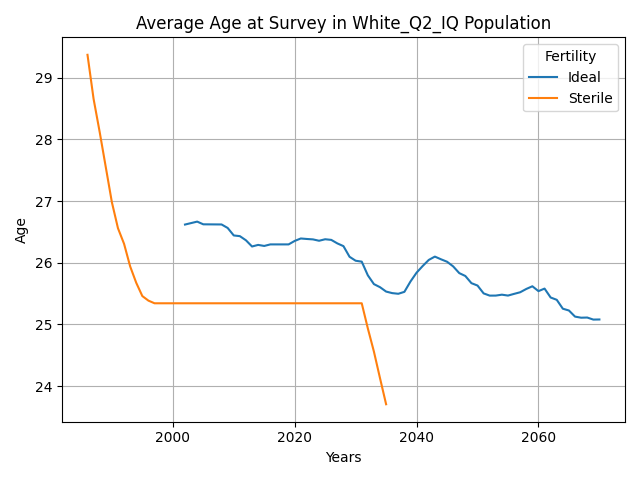 Average Age at Survey in White_Q2_IQ Population
Fertility
Ideal
Sterile
29
28
27
26
25
24
Age
2000
2020
2040
2060
Years